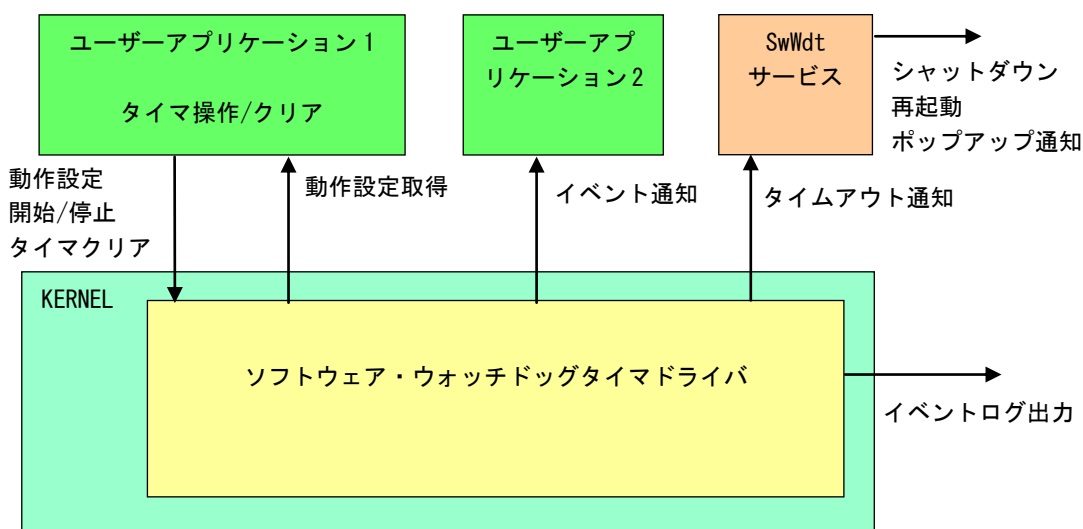 ユーザーアプリケーション1
タイマ操作/クリア
ユーザーアプ
リケーション2
SwWdt
サービス
シャットダウン
再起動
ポップアップ通知
動作設定
開始/停止
タイマクリア
動作設定取得
イベント通知
タイムアウト通知
KERNEL
ソフトウェア・ウォッチドッグタイマドライバ
イベントログ出力